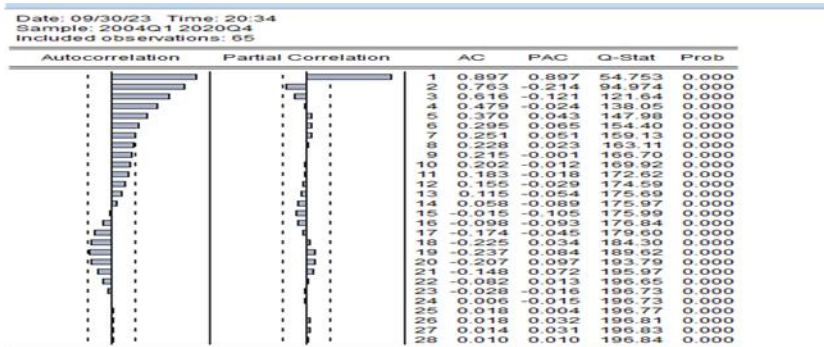 Date: 09/30/23 Time: 20:34
Sample: 2004Q1 2020Q4
Included observations: 65
Autocorrelation Partial Correlation AC PAC Q-Stat Prob
1 0.897 0.897 54.753 0.000
2 0.763 -0.214 94.974 0.000
3 0.616 -0.121 121.64 0.000
4 0.479 -0.024 138.05 0.000
5 0.370 0.043 147.98 0.000
6 0.295 0.065 154.40 0.000
7 0.251 0.051 159.13 0.000
8 0.228 0.023 163.11 0.000
9 0.215 -0.001 166.70 0.000
10 0.202 -0.012 169.92 0.000
11 0.183 -0.018 172.62 0.000
12 0.155 -0.029 174.59 0.000
13 0.115 -0.054 175.69 0.000
14 0.058 -0.089 175.97 0.000
15 -0.015 -0.105 175.99 0.000
16 -0.098 -0.093 176.84 0.000
17 -0.174 -0.045 179.60 0.000
18 -0.225 0.034 184.30 0.000
19 -0.237 0.084 189.62 0.000
20 -0.207 0.097 193.79 0.000
21 -0.148 0.072 195.97 0.000
22 -0.082 0.013 196.65 0.000
23 -0.028 -0.016 196.73 0.000
24 0.006 -0.015 196.73 0.000
25 0.018 0.004 196.77 0.000
26 0.018 0.032 196.81 0.000
27 0.014 0.031 196.83 0.000
28 0.010 0.010 196.84 0.000